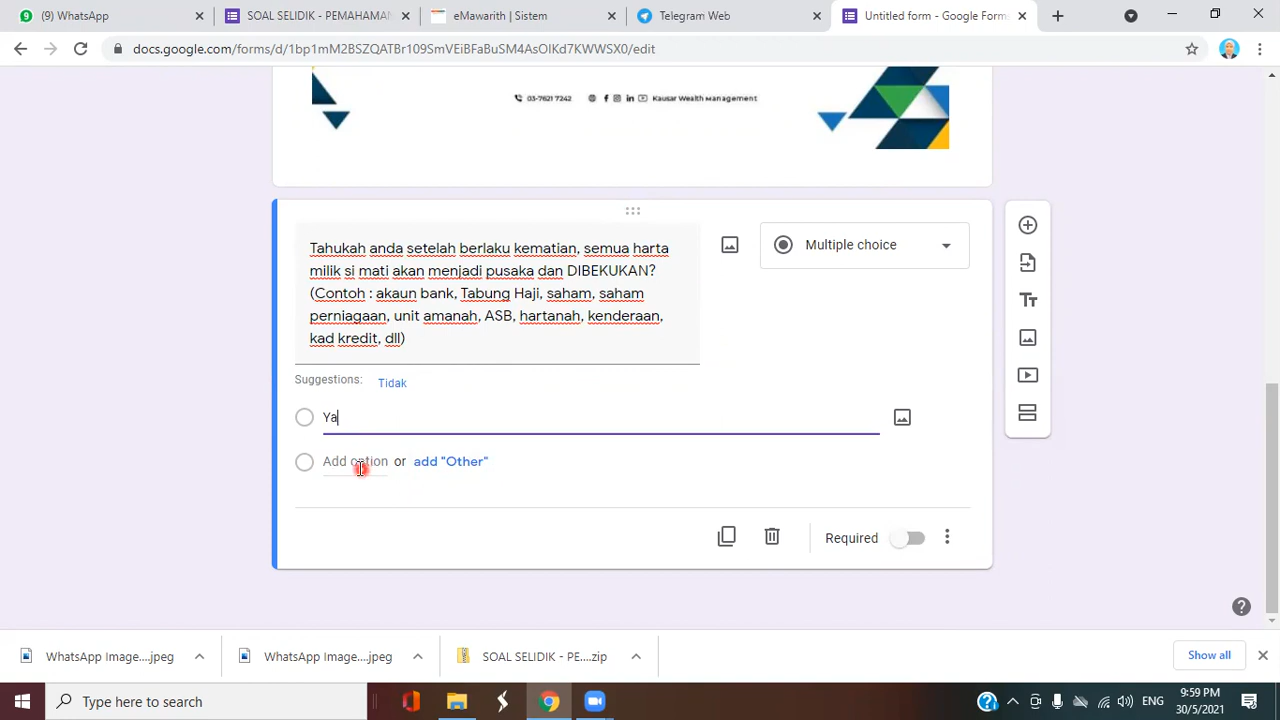 (9) WhatsApp
SOAL SELIDIK - PEMAHAMAN
eMawarith | Sistem
Telegram Web
Untitled form - Google Forms
docs.google.com/forms/d/1bp1mM2BSZQATBr109SmVEiBFaBuSM4AsOIKd7KWWSX0/edit
03-7621 7242 Kausar Wealth Management
Tahukah anda setelah berlaku kematian, semua harta
milik si mati akan menjadi pusaka dan DIBEKUKAN?
(Contoh : akaun bank, Tabung Haji, saham, saham
perniagaan, unit amanah, ASB, hartanah, kenderaan,
kad kredit, dll)
Multiple choice
Suggestions: Tidak
Ya
Add option or add "Other"
Required
WhatsApp Image....jpeg
WhatsApp Image....jpeg
SOAL SELIDIK - PE....zip
Show all
Type here to search
ENG
9:59 PM
30/5/2021